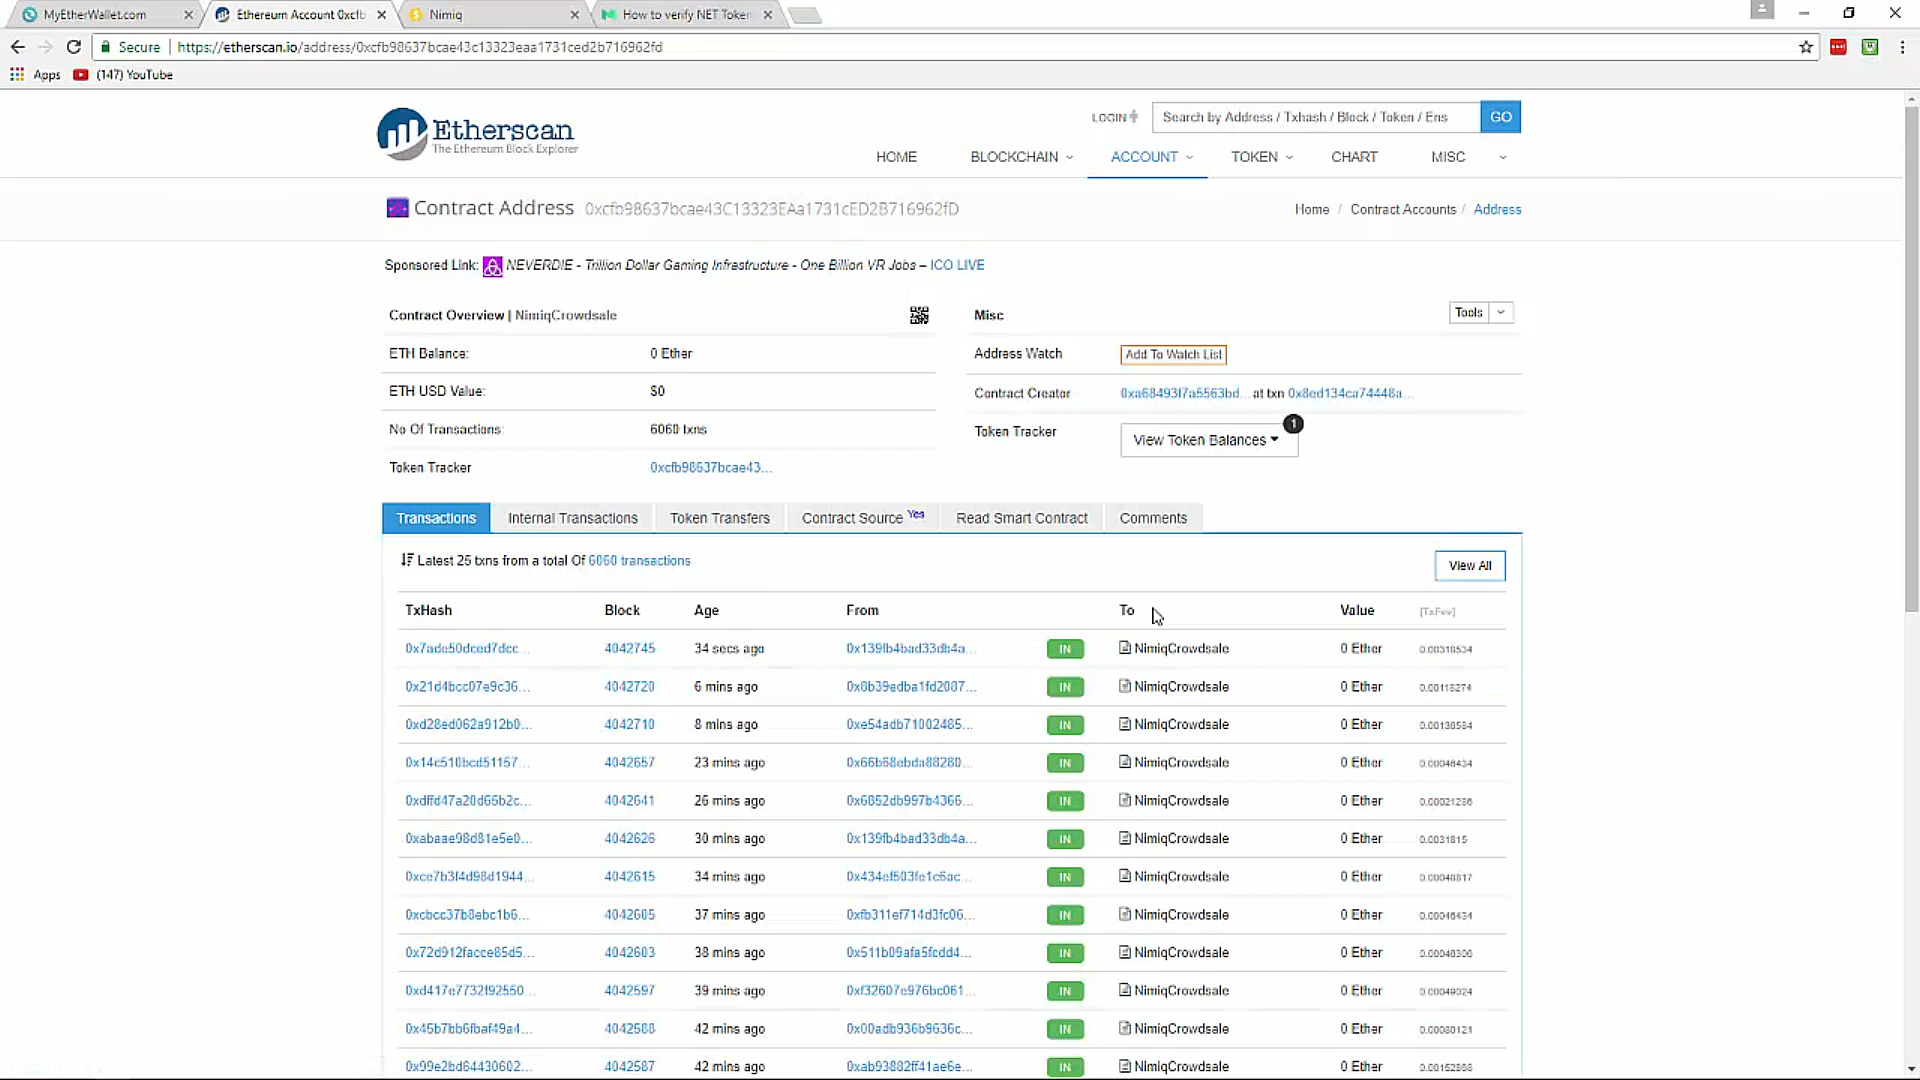 MyEtherWallet.com
Ethereum Account 0xcfb
Nimiq
How to verify NET Token
Secure | https://etherscan.io/address/0xcfb98637bcae43c13323eaa1731ced2b716962fd
Apps (147) YouTube
Etherscan
The Ethereum Block Explorer
LOGIN Search by Address / Txhash / Block / Token / Ens GO
HOME BLOCKCHAIN ACCOUNT TOKEN CHART MISC
Contract Address 0xcfb98637bcae43C13323EAa1731cED2B716962fD
Home / Contract Accounts / Address
Sponsored Link: NEVERDIE - Trillion Dollar Gaming Infrastructure - One Billion VR Jobs – ICO LIVE
Contract Overview | NimiqCrowdsale
ETH Balance: 0 Ether
ETH USD Value: $0
No Of Transactions: 6060 txns
Token Tracker 0xcfb98637bcae43...
Misc Tools
Address Watch Add To Watch List
Contract Creator 0xa68493f7a5563bd... at txn 0x8ed134ca74448a...
Token Tracker View Token Balances 1
Transactions Internal Transactions Token Transfers Contract Source Yes Read Smart Contract Comments
Latest 25 txns from a total Of 6060 transactions View All
TxHash Block Age From To Value [TxFee]
0x7ade50dced7dcc... 4042745 34 secs ago 0x139fb4bad33db4a... IN NimiqCrowdsale 0 Ether 0.00318534
0x21d4bcc07e9c36... 4042720 6 mins ago 0x8b39edba1fd2087... IN NimiqCrowdsale 0 Ether 0.00118274
0xd28ed062a912b0... 4042710 8 mins ago 0xe54adb71002485... IN NimiqCrowdsale 0 Ether 0.00138584
0x14c510bcd51157... 4042657 23 mins ago 0x66b68ebda88280... IN NimiqCrowdsale 0 Ether 0.00048434
0xdffd47a20d65b2c... 4042641 26 mins ago 0x6852db997b4366... IN NimiqCrowdsale 0 Ether 0.00021286
0xabaae98d81e5e0... 4042626 30 mins ago 0x139fb4bad33db4a... IN NimiqCrowdsale 0 Ether 0.0031815
0xce7b3f4d98d1944... 4042615 34 mins ago 0x434ef503fe1c6ac... IN NimiqCrowdsale 0 Ether 0.00048817
0xcbcc37b8ebc1b6... 4042605 37 mins ago 0xfb311ef714d3fc06... IN NimiqCrowdsale 0 Ether 0.00048434
0x72d912facce85d5... 4042603 38 mins ago 0x511b09afa5fcdd4... IN NimiqCrowdsale 0 Ether 0.00048306
0xd417e7732f92550... 4042597 39 mins ago 0xf32607e976bc061... IN NimiqCrowdsale 0 Ether 0.00049024
0x45b7bb6fbaf49a4... 4042588 42 mins ago 0x00adb936b9636c... IN NimiqCrowdsale 0 Ether 0.00080121
0x99e2bd64430602... 4042587 42 mins ago 0xab93882ff41ae6e... IN NimiqCrowdsale 0 Ether 0.00152868